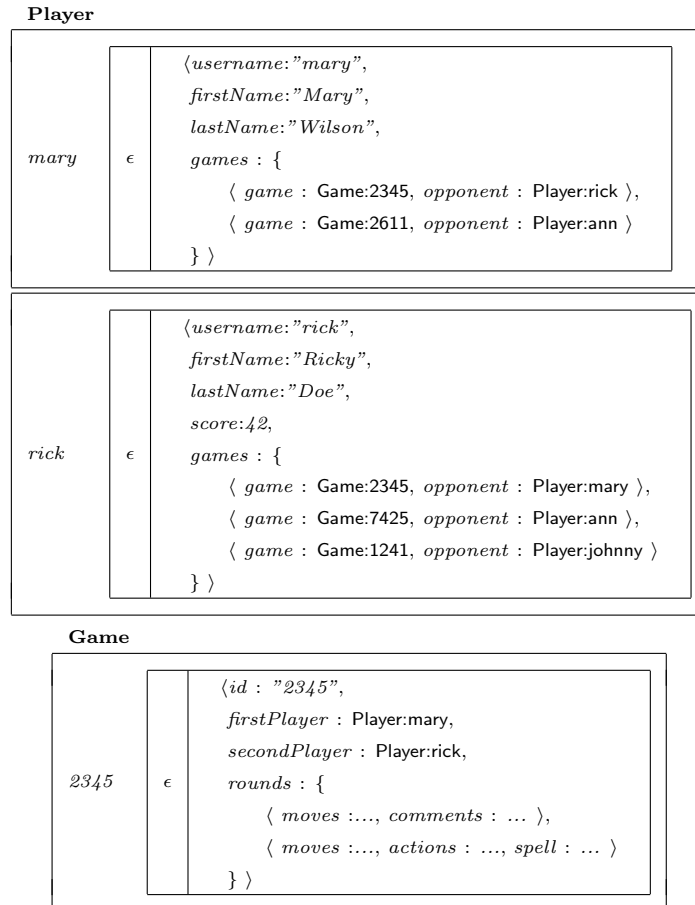 Player
⟨username:"mary",
firstName:"Mary",
lastName:"Wilson",
games : {
mary ϵ
⟨ game : Game:2345, opponent : Player:rick ⟩,
⟨ game : Game:2611, opponent : Player:ann ⟩
} ⟩
⟨username:"rick",
firstName:"Ricky",
lastName:"Doe",
score:42,
rick ϵ games : {
⟨ game : Game:2345, opponent : Player:mary ⟩,
⟨ game : Game:7425, opponent : Player:ann ⟩,
⟨ game : Game:1241, opponent : Player:johnny ⟩
} ⟩
Game
⟨id : "2345",
firstPlayer : Player:mary,
secondPlayer : Player:rick,
2345 ϵ rounds : {
⟨ moves :..., comments : ... ⟩,
⟨ moves :..., actions : ..., spell : ... ⟩
} ⟩